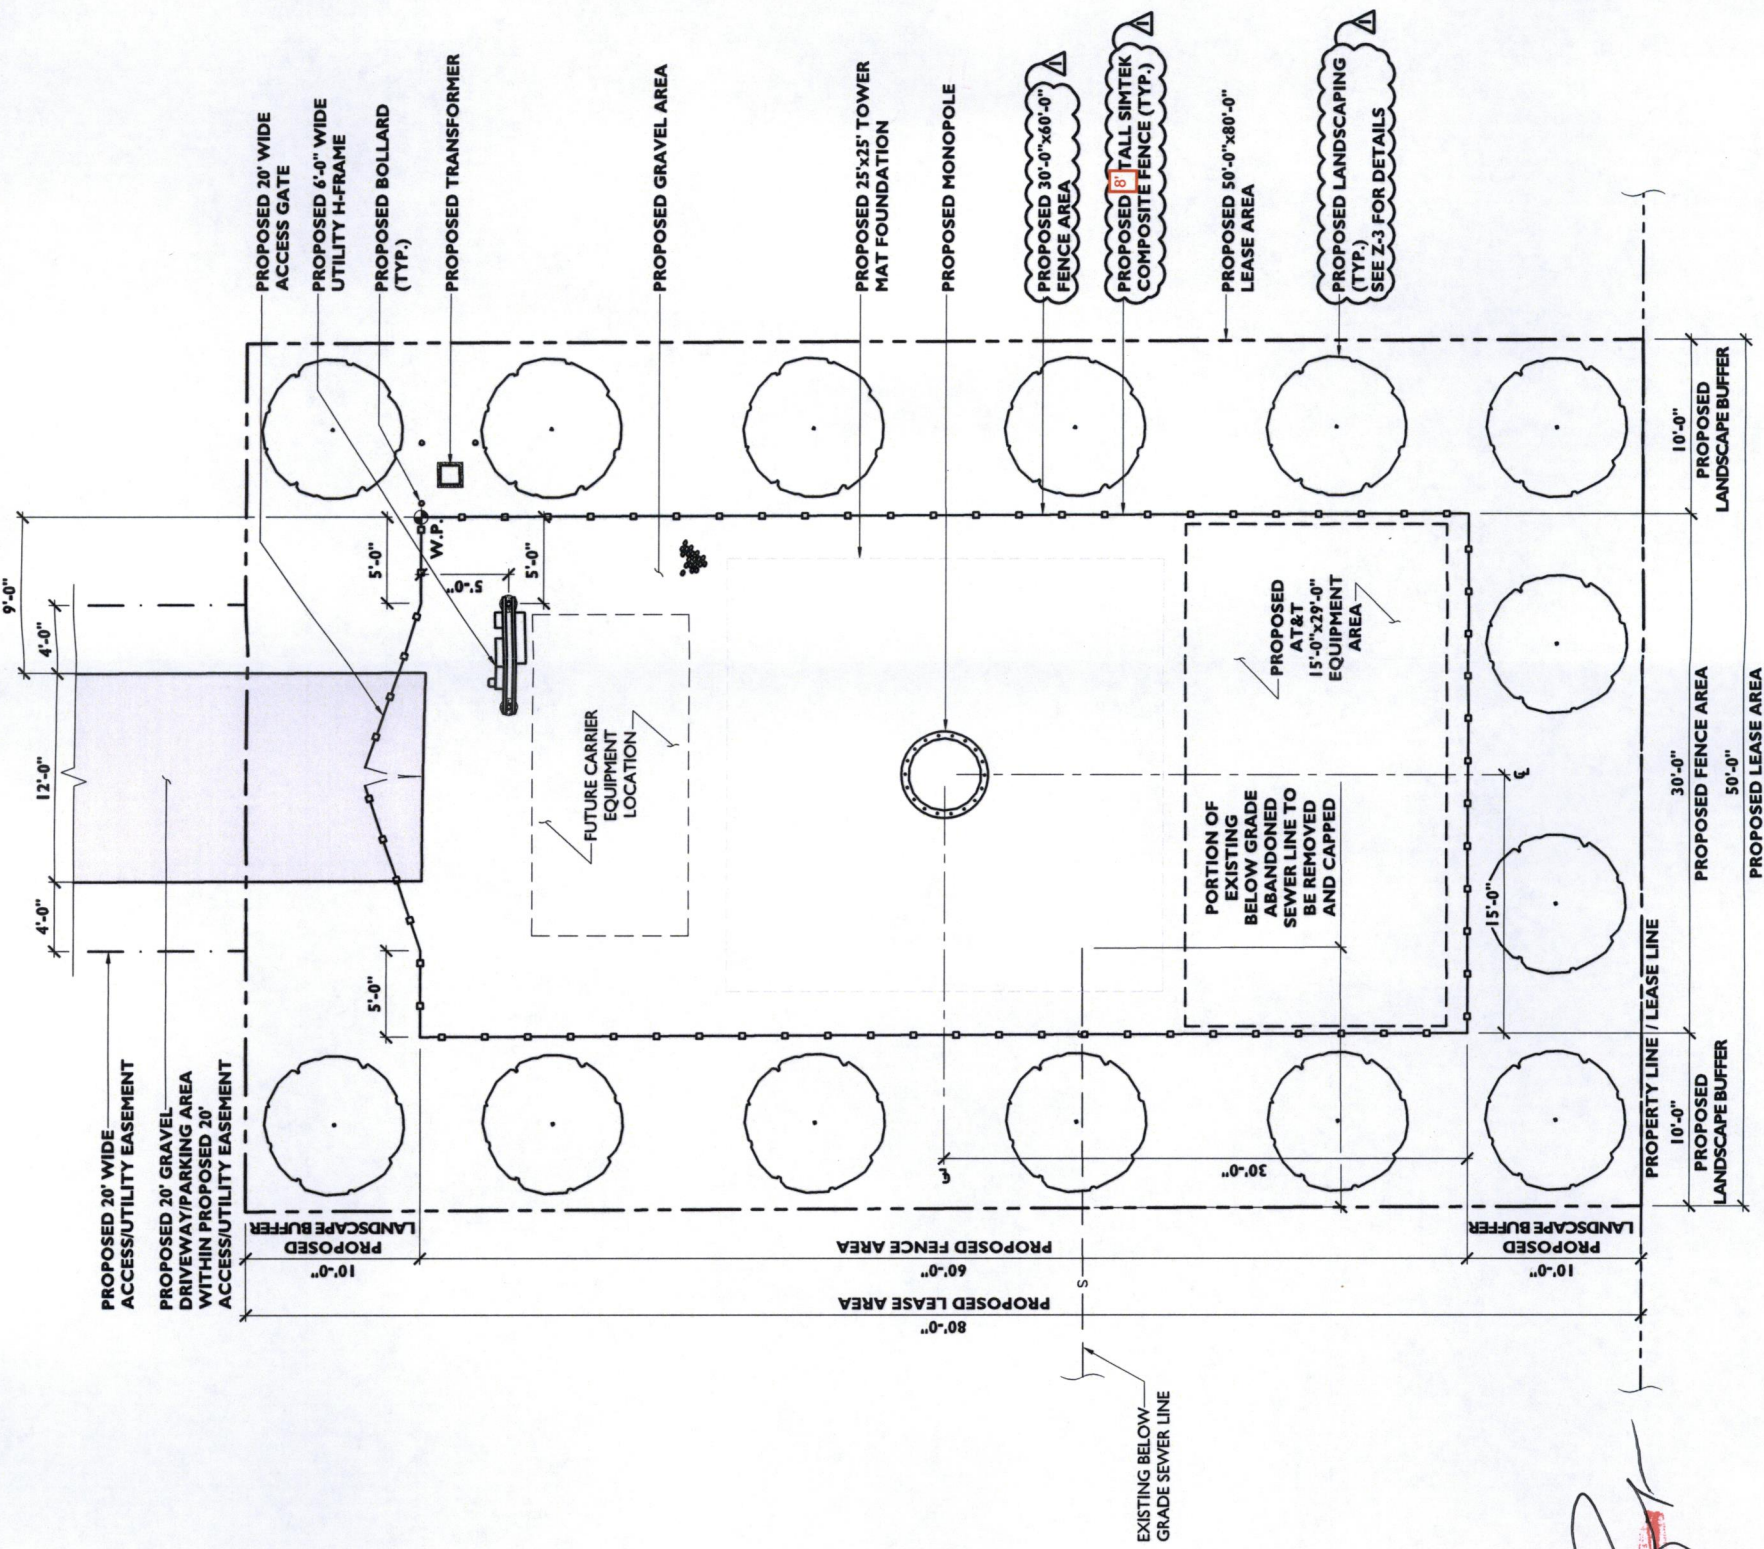 PROPOSED 20' WIDE
ACCESS/UTILITY EASEMENT
PROPOSED 20' GRAVEL
DRIVEWAY/PARKING AREA
WITHIN PROPOSED 20'
ACCESS/UTILITY EASEMENT
4'-0"
12'-0"
4'-0"
9'-0"
PROPOSED 20' WIDE
ACCESS GATE
PROPOSED 6'-0" WIDE
UTILITY H-FRAME
PROPOSED BOLLARD
(TYP.)
PROPOSED TRANSFORMER
PROPOSED GRAVEL AREA
PROPOSED 25'x25' TOWER
MAT FOUNDATION
PROPOSED MONOPOLE
PROPOSED 30'-0"x60'-0"
FENCE AREA
1
PROPOSED 8' TALL SIMTEK
COMPOSITE FENCE (TYP.)
1
PROPOSED 50'-0"x80'-0"
LEASE AREA
PROPOSED LANDSCAPING
(TYP.)
SEE Z-3 FOR DETAILS
1
5'-0"
5'-0"
W.P.
5'-0"
5'-0"
FUTURE CARRIER
EQUIPMENT
LOCATION
PORTION OF
EXISTING
BELOW GRADE
ABANDONED
SEWER LINE TO
BE REMOVED
AND CAPPED
PROPOSED
AT&T
15'-0"x29'-0"
EQUIPMENT
AREA
15'-0"
℄
30'-0"
℄
PROPOSED
LANDSCAPE BUFFER
10'-0"
PROPOSED FENCE AREA
60'-0"
PROPOSED
LANDSCAPE BUFFER
10'-0"
PROPOSED LEASE AREA
80'-0"
S
EXISTING BELOW
GRADE SEWER LINE
PROPERTY LINE / LEASE LINE
10'-0"
PROPOSED
LANDSCAPE BUFFER
30'-0"
PROPOSED FENCE AREA
10'-0"
PROPOSED
LANDSCAPE BUFFER
50'-0"
PROPOSED LEASE AREA